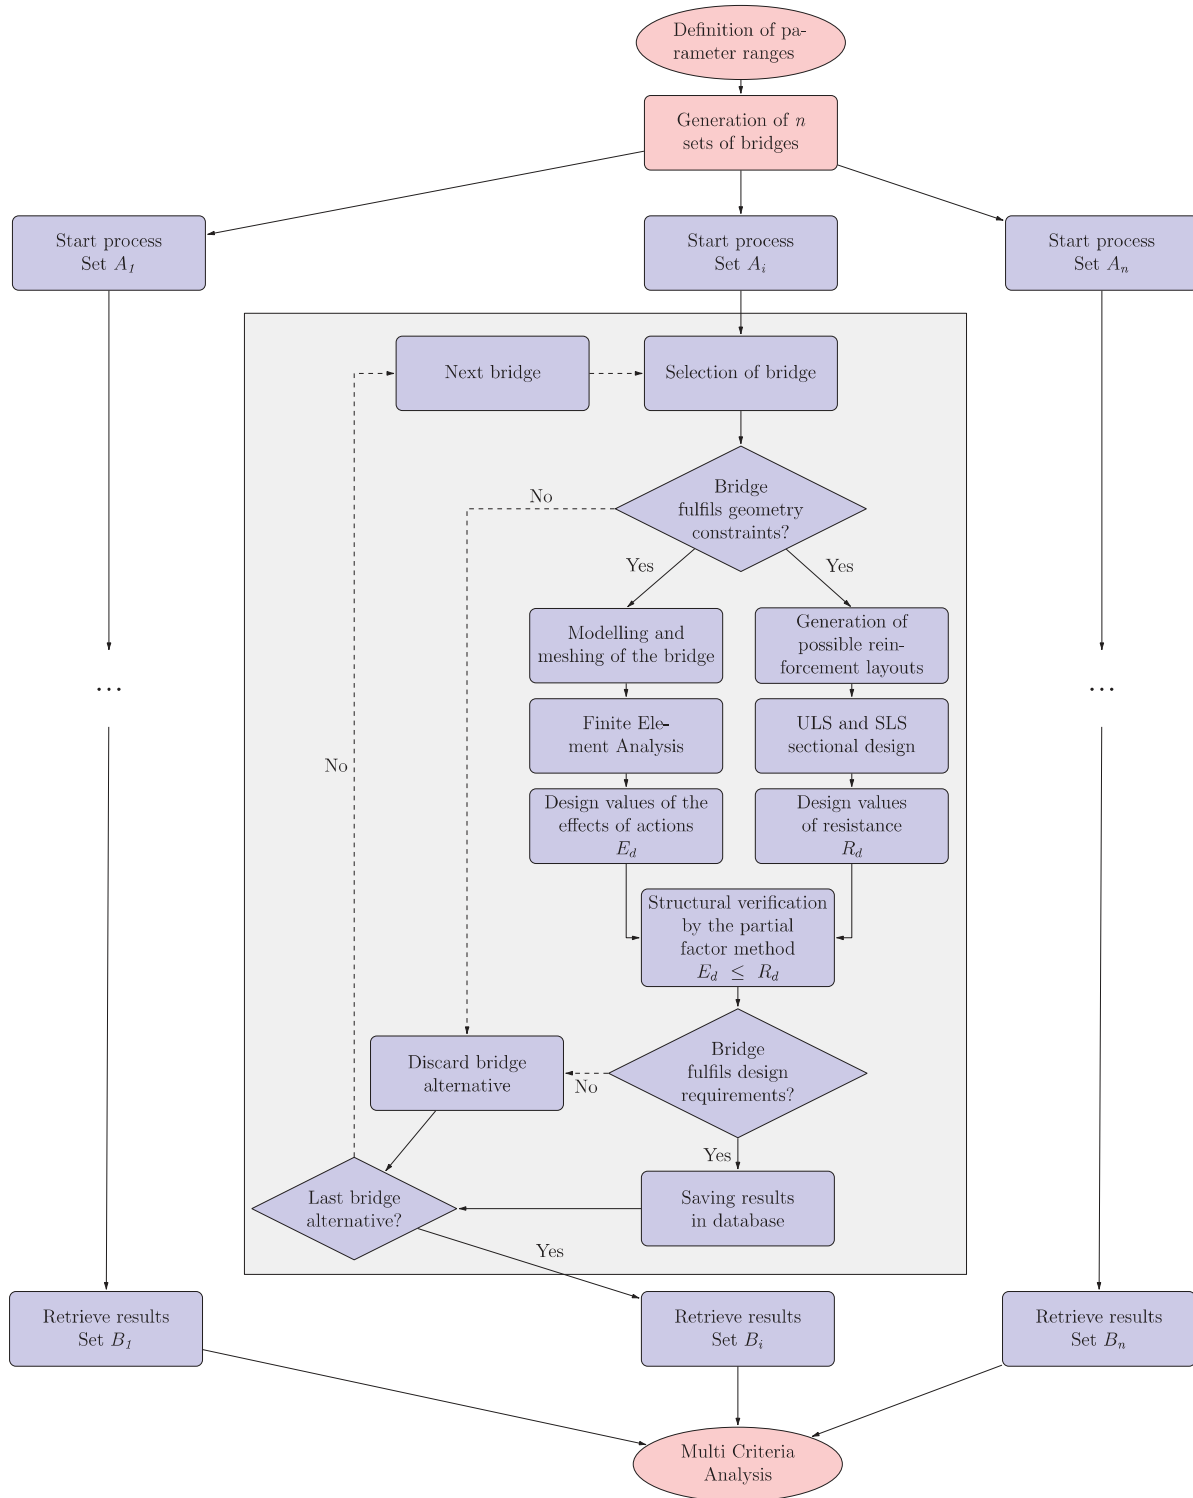 Definition of pa-
rameter ranges
Generation of n
sets of bridges
Start process
Set A1
Start process
Set Ai
Start process
Set An
Next bridge
Selection of bridge
Bridge
fulfils geometry
constraints?
No
Yes
Yes
Modelling and
meshing of the bridge
Generation of
possible rein-
forcement layouts
...
...
Finite Ele-
ment Analysis
ULS and SLS
sectional design
No
Design values of the
effects of actions
Ed
Design values
of resistance
Rd
Structural verification
by the partial
factor method
Ed ≤ Rd
Discard bridge
alternative
No
Bridge
fulfils design
requirements?
Yes
Last bridge
alternative?
Saving results
in database
Yes
Retrieve results
Set B1
Retrieve results
Set Bi
Retrieve results
Set Bn
Multi Criteria
Analysis